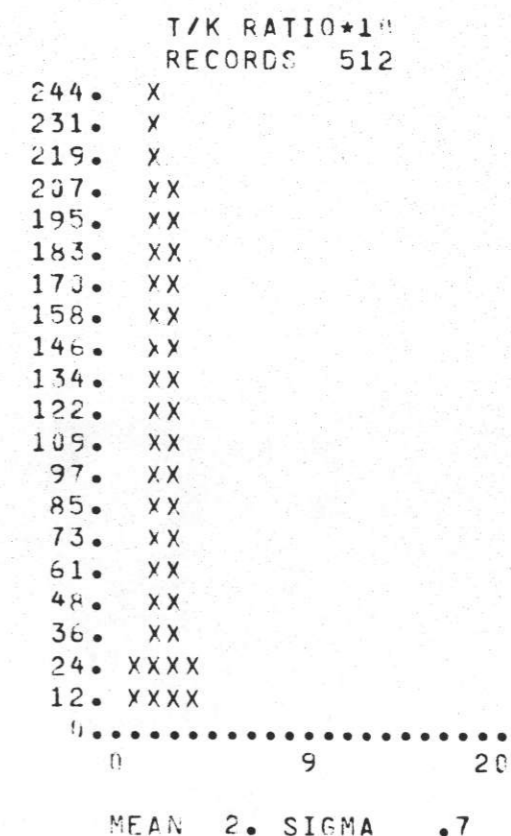 T/K RATIO*10
RECORDS 512
244. X
231. X
219. X
207. XX
195. XX
183. XX
170. XX
158. XX
146. XX
134. XX
122. XX
109. XX
97. XX
85. XX
73. XX
61. XX
48. XX
36. XX
24. XXXX
12. XXXX
0.....................
0 9 20
MEAN 2. SIGMA .7